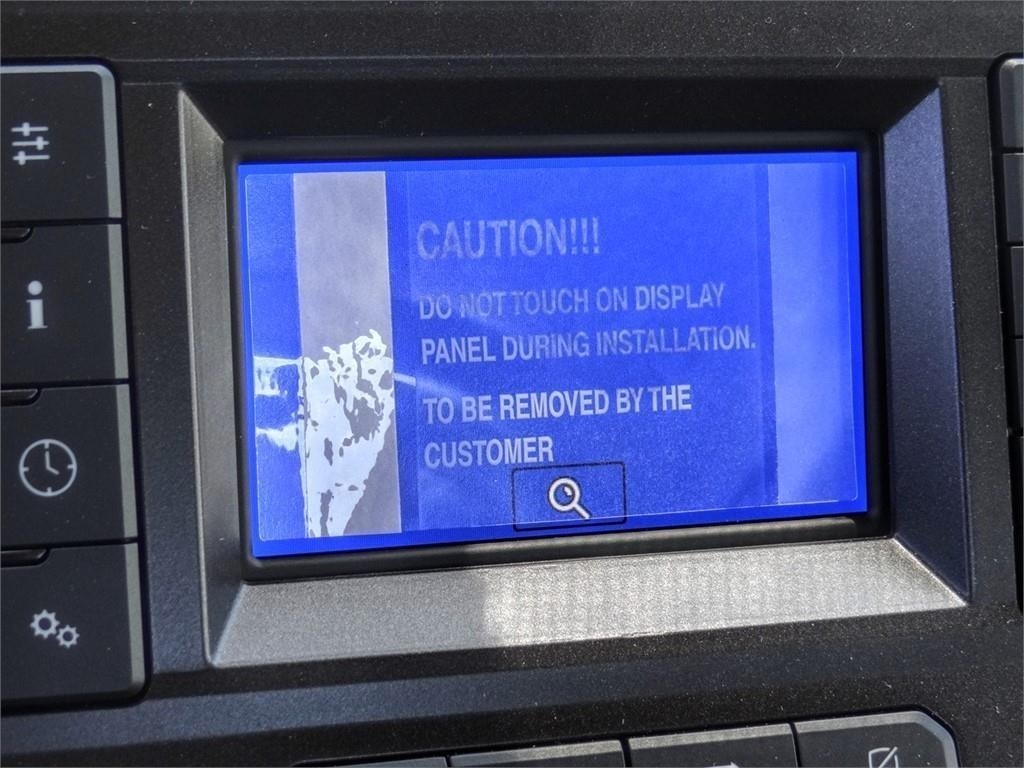 CAUTION!!!
DO NOT TOUCH ON DISPLAY
PANEL DURING INSTALLATION.
TO BE REMOVED BY THE
CUSTOMER